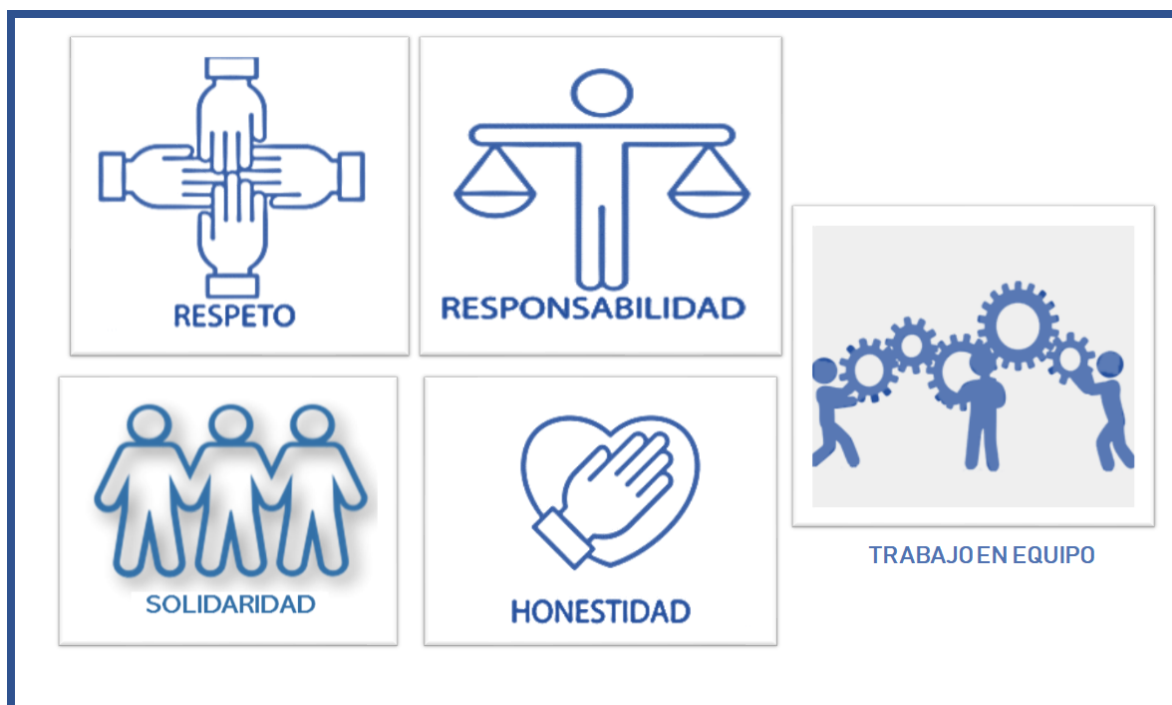 RESPETO
RESPONSABILIDAD
SOLIDARIDAD
HONESTIDAD
TRABAJO EN EQUIPO